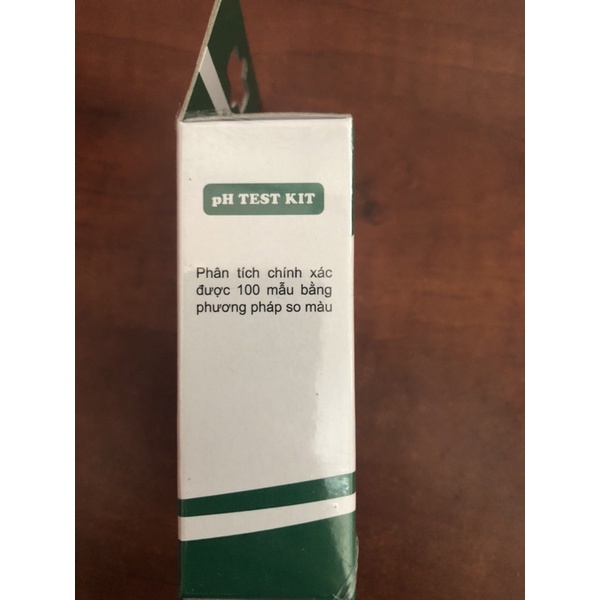 pH TEST KIT
Phân tích chính xác
được 100 mẫu bằng
phương pháp so màu